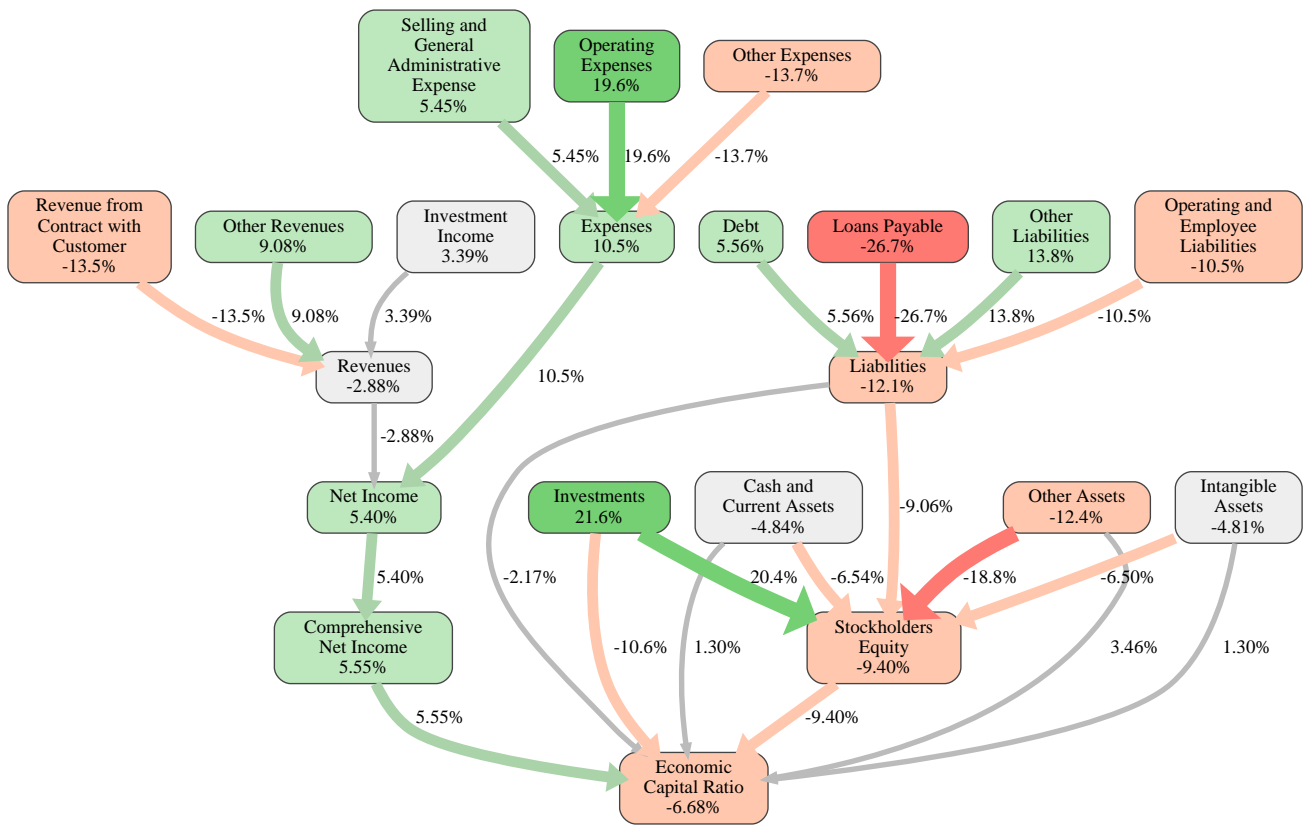 Selling and
General
Administrative
Expense
5.45%
Operating
Expenses
19.6%
Other Expenses
-13.7%
5.45%
19.6%
-13.7%
Revenue from
Contract with
Customer
-13.5%
Other Revenues
9.08%
Investment
Income
3.39%
Expenses
10.5%
Debt
5.56%
Loans Payable
-26.7%
Other
Liabilities
13.8%
Operating and
Employee
Liabilities
-10.5%
-13.5%
9.08%
3.39%
5.56%
-26.7%
13.8%
-10.5%
Revenues
-2.88%
10.5%
Liabilities
-12.1%
-2.88%
Net Income
5.40%
Investments
21.6%
Cash and
Current Assets
-4.84%
-9.06%
Other Assets
-12.4%
Intangible
Assets
-4.81%
5.40%
-2.17%
20.4%
-6.54%
-18.8%
-6.50%
Comprehensive
Net Income
5.55%
-10.6%
1.30%
Stockholders
Equity
-9.40%
3.46%
1.30%
5.55%
-9.40%
Economic
Capital Ratio
-6.68%